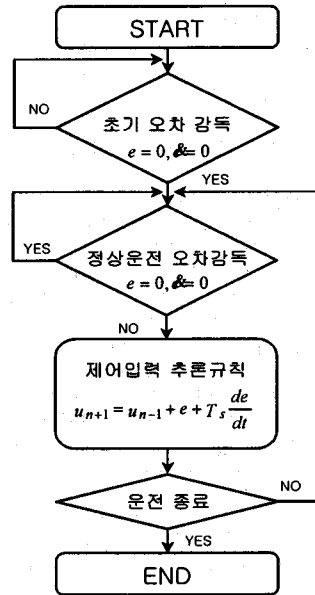 START
NO
초기 오차 감독
e = 0, e&= 0
YES
YES
정상운전 오차감독
e = 0, e&= 0
NO
제어입력 추론규칙
u_{n+1} = u_{n-1} + e + T_s \frac{de}{dt}
NO
운전 종료
YES
END